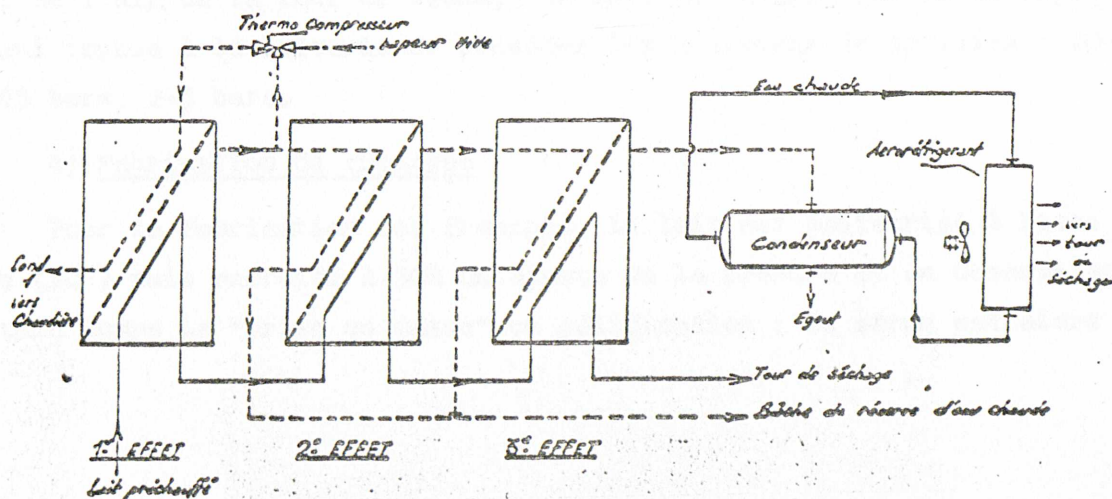 Thermo Compresseur
Vapeur Vive
Eau chaude
Aeroréfrigérant
Condenseur
vers
tour
de
séchage
Cond
vers
Chaudière
Egout
Tour de séchage
Bâche de réserve d'eau chaude
1er EFFET
2e EFFET
3e EFFET
Lait préchauffé